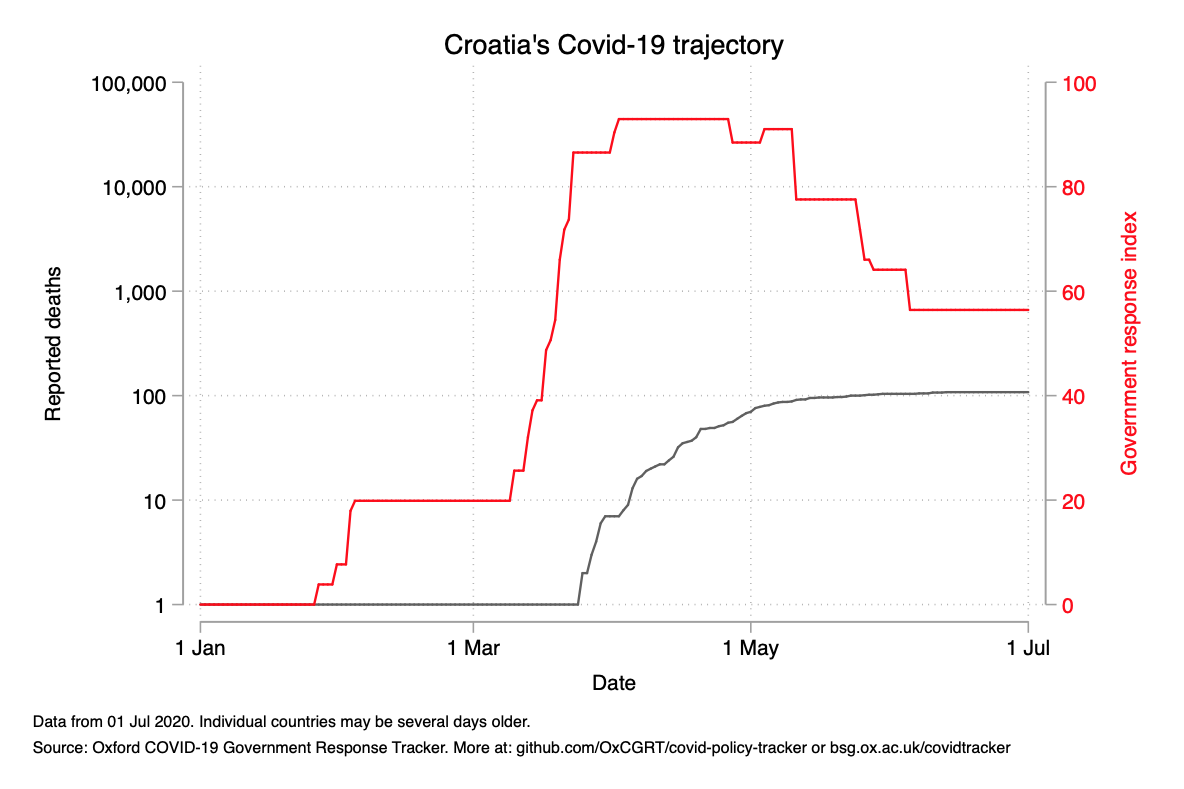 Croatia's Covid-19 trajectory
100,000
10,000
1,000
100
10
1
Reported deaths
100
80
60
40
20
0
Government response index
1 Jan
1 Mar
1 May
1 Jul
Date
Data from 01 Jul 2020. Individual countries may be several days older.
Source: Oxford COVID-19 Government Response Tracker. More at: github.com/OxCGRT/covid-policy-tracker or bsg.ox.ac.uk/covidtracker